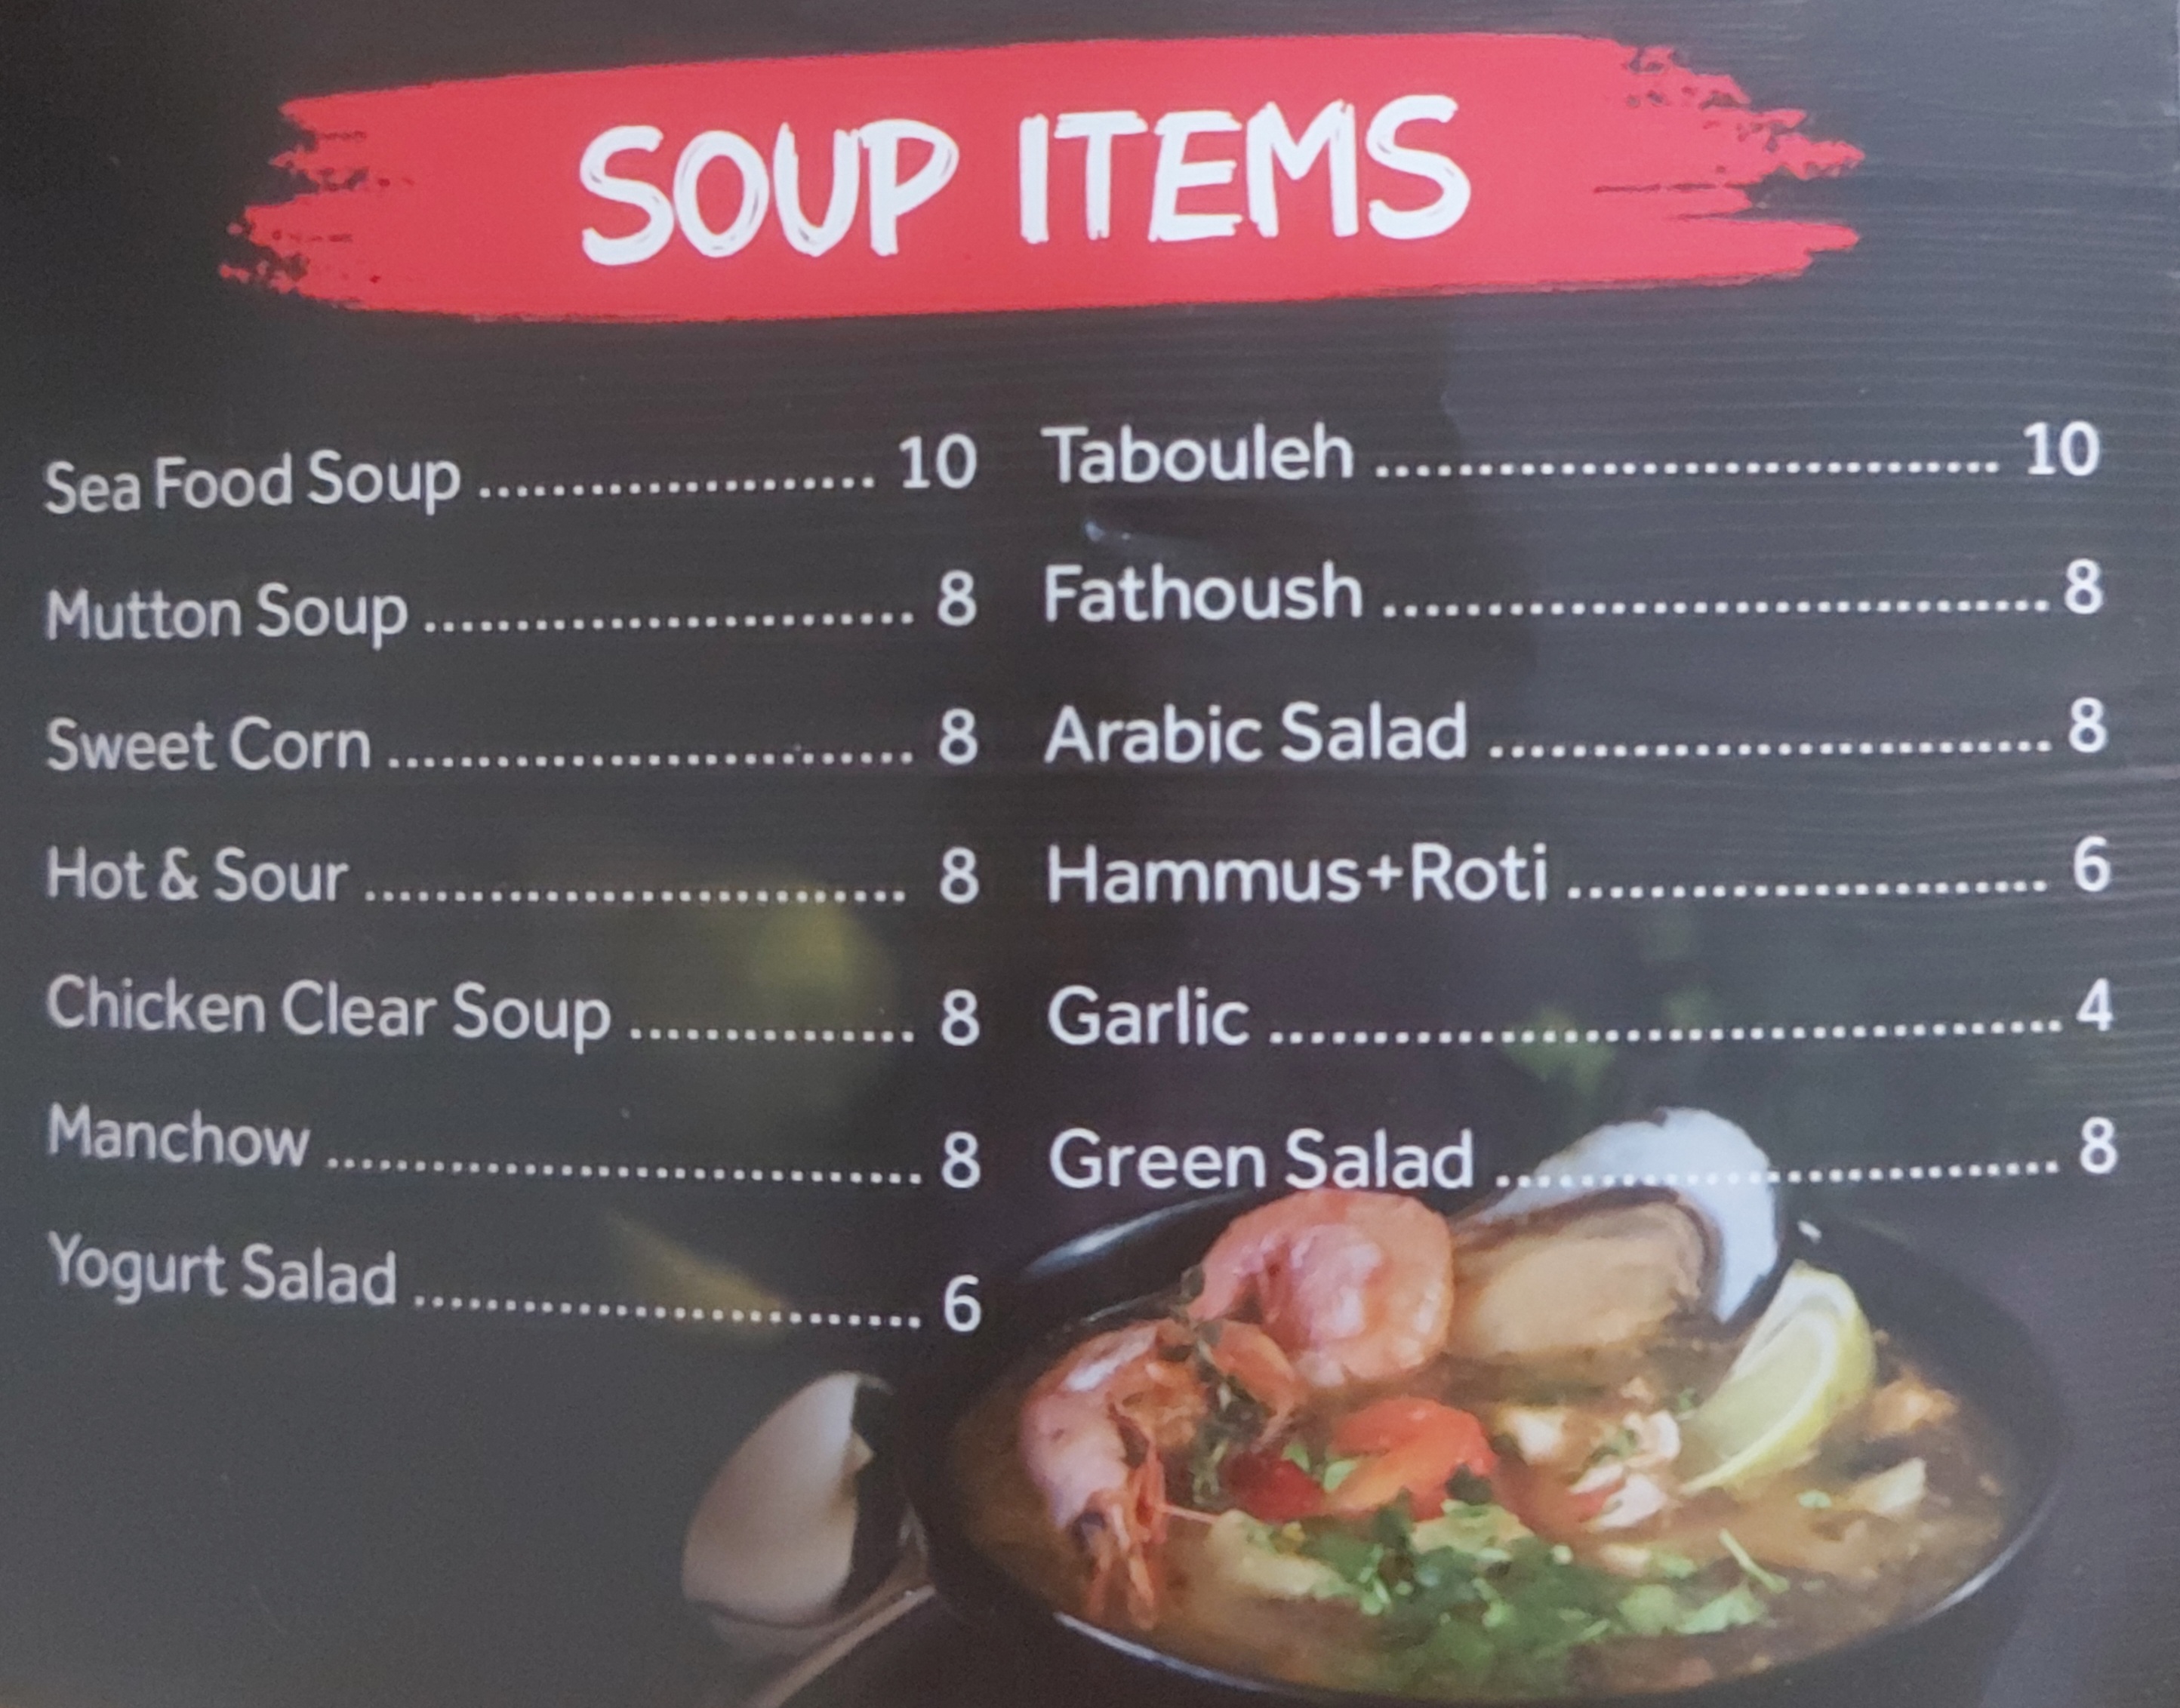 SOUP ITEMS
Sea Food Soup ...................... 10
Mutton Soup ........................... 8
Sweet Corn ............................. 8
Hot & Sour .............................. 8
Chicken Clear Soup ................ 8
Manchow ................................. 8
Yogurt Salad ............................ 6
Tabouleh .............................. 10
Fathoush ................................ 8
Arabic Salad ........................... 8
Hammus+Roti ....................... 6
Garlic ...................................... 4
Green Salad ........................... 8